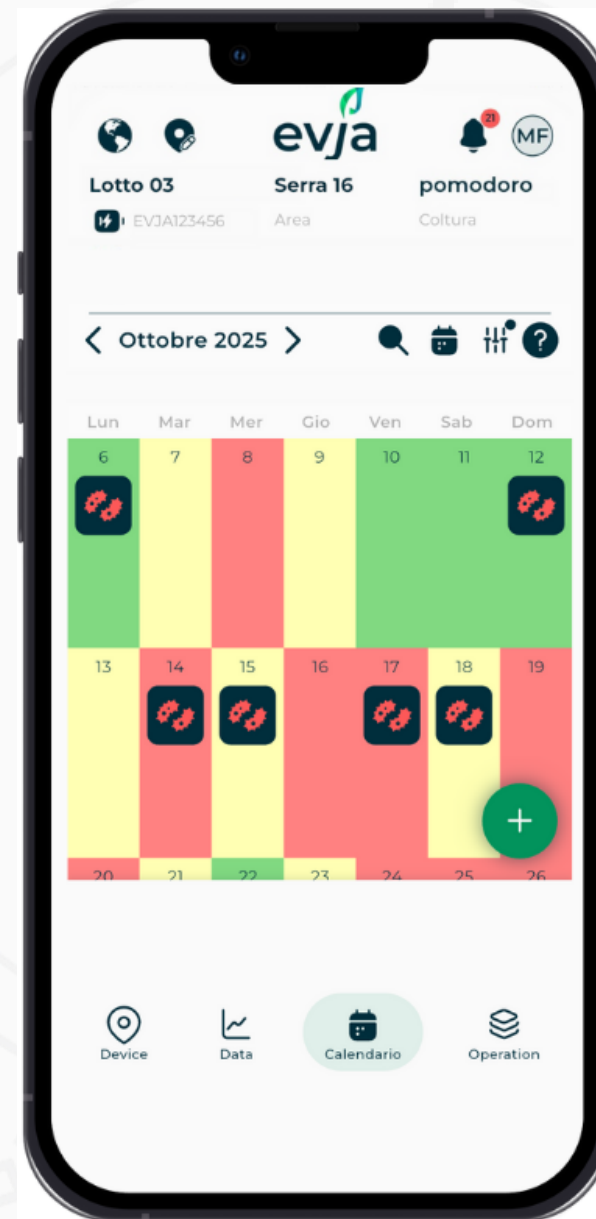 evja
21
MF
Lotto 03 Serra 16 pomodoro
EVJA123456 Area Coltura
Ottobre 2025
Lun Mar Mer Gio Ven Sab Dom
6 7 8 9 10 11 12
13 14 15 16 17 18 19
20 21 22 23 24 25 26
Device Data Calendario Operation